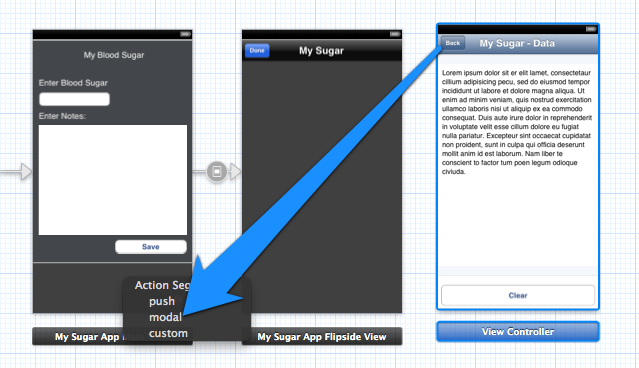 My Blood Sugar
Enter Blood Sugar
Enter Notes:
Save
Action Seg
push
modal
custom
My Sugar App
Done
My Sugar
My Sugar App Flipside View
Back
My Sugar - Data
Lorem ipsum dolor sit er elit lamet, consectetaur
cillium adipisicing pecu, sed do eiusmod tempor
incididunt ut labore et dolore magna aliqua. Ut
enim ad minim veniam, quis nostrud exercitation
ullamco laboris nisi ut aliquip ex ea commodo
consequat. Duis aute irure dolor in reprehenderit
in voluptate velit esse cillum dolore eu fugiat
nulla pariatur. Excepteur sint occaecat cupidatat
non proident, sunt in culpa qui officia deserunt
mollit anim id est laborum. Nam liber te
conscient to factor tum poen legum odioque
civiuda.
Clear
View Controller